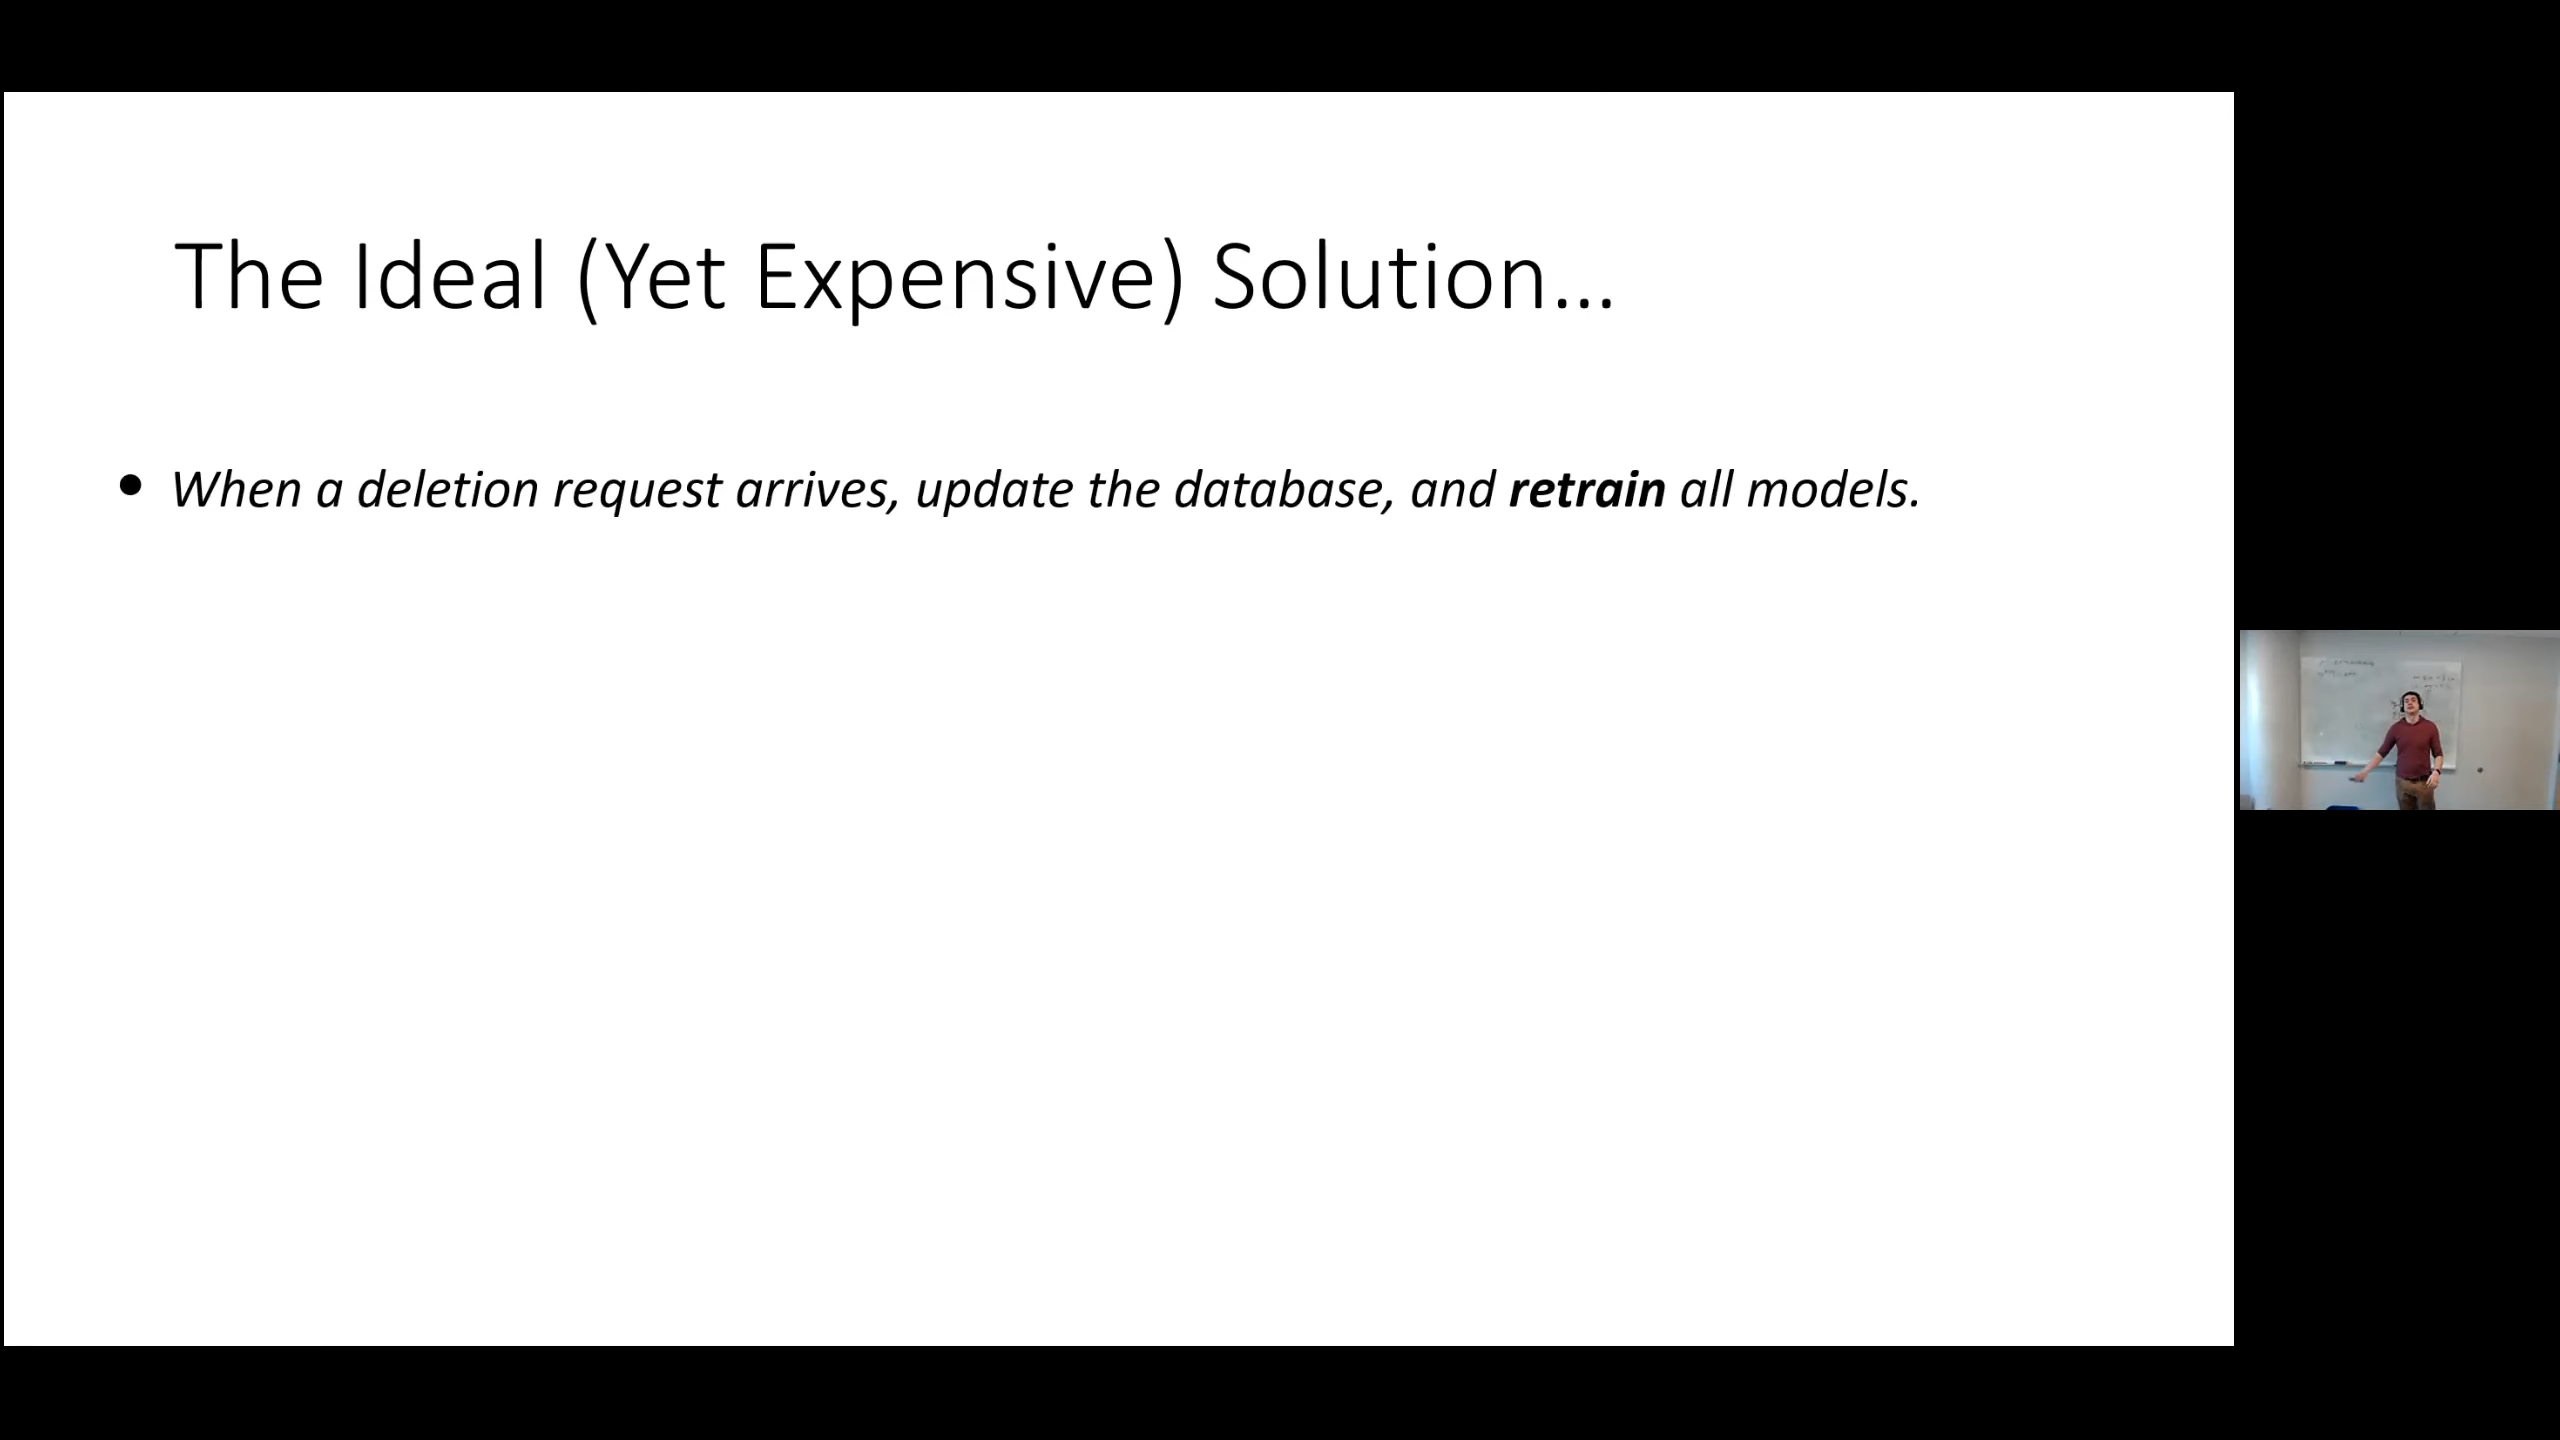 The Ideal (Yet Expensive) Solution...
• When a deletion request arrives, update the database, and retrain all models.